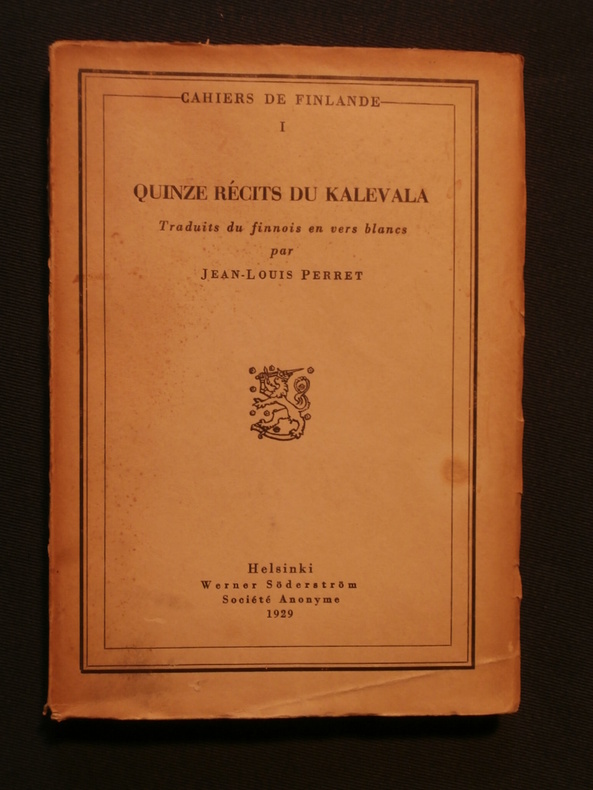 CAHIERS DE FINLANDE
I
QUINZE RÉCITS DU KALEVALA
Traduits du finnois en vers blancs
par
JEAN-LOUIS PERRET
Helsinki
Werner Söderström
Société Anonyme
1929